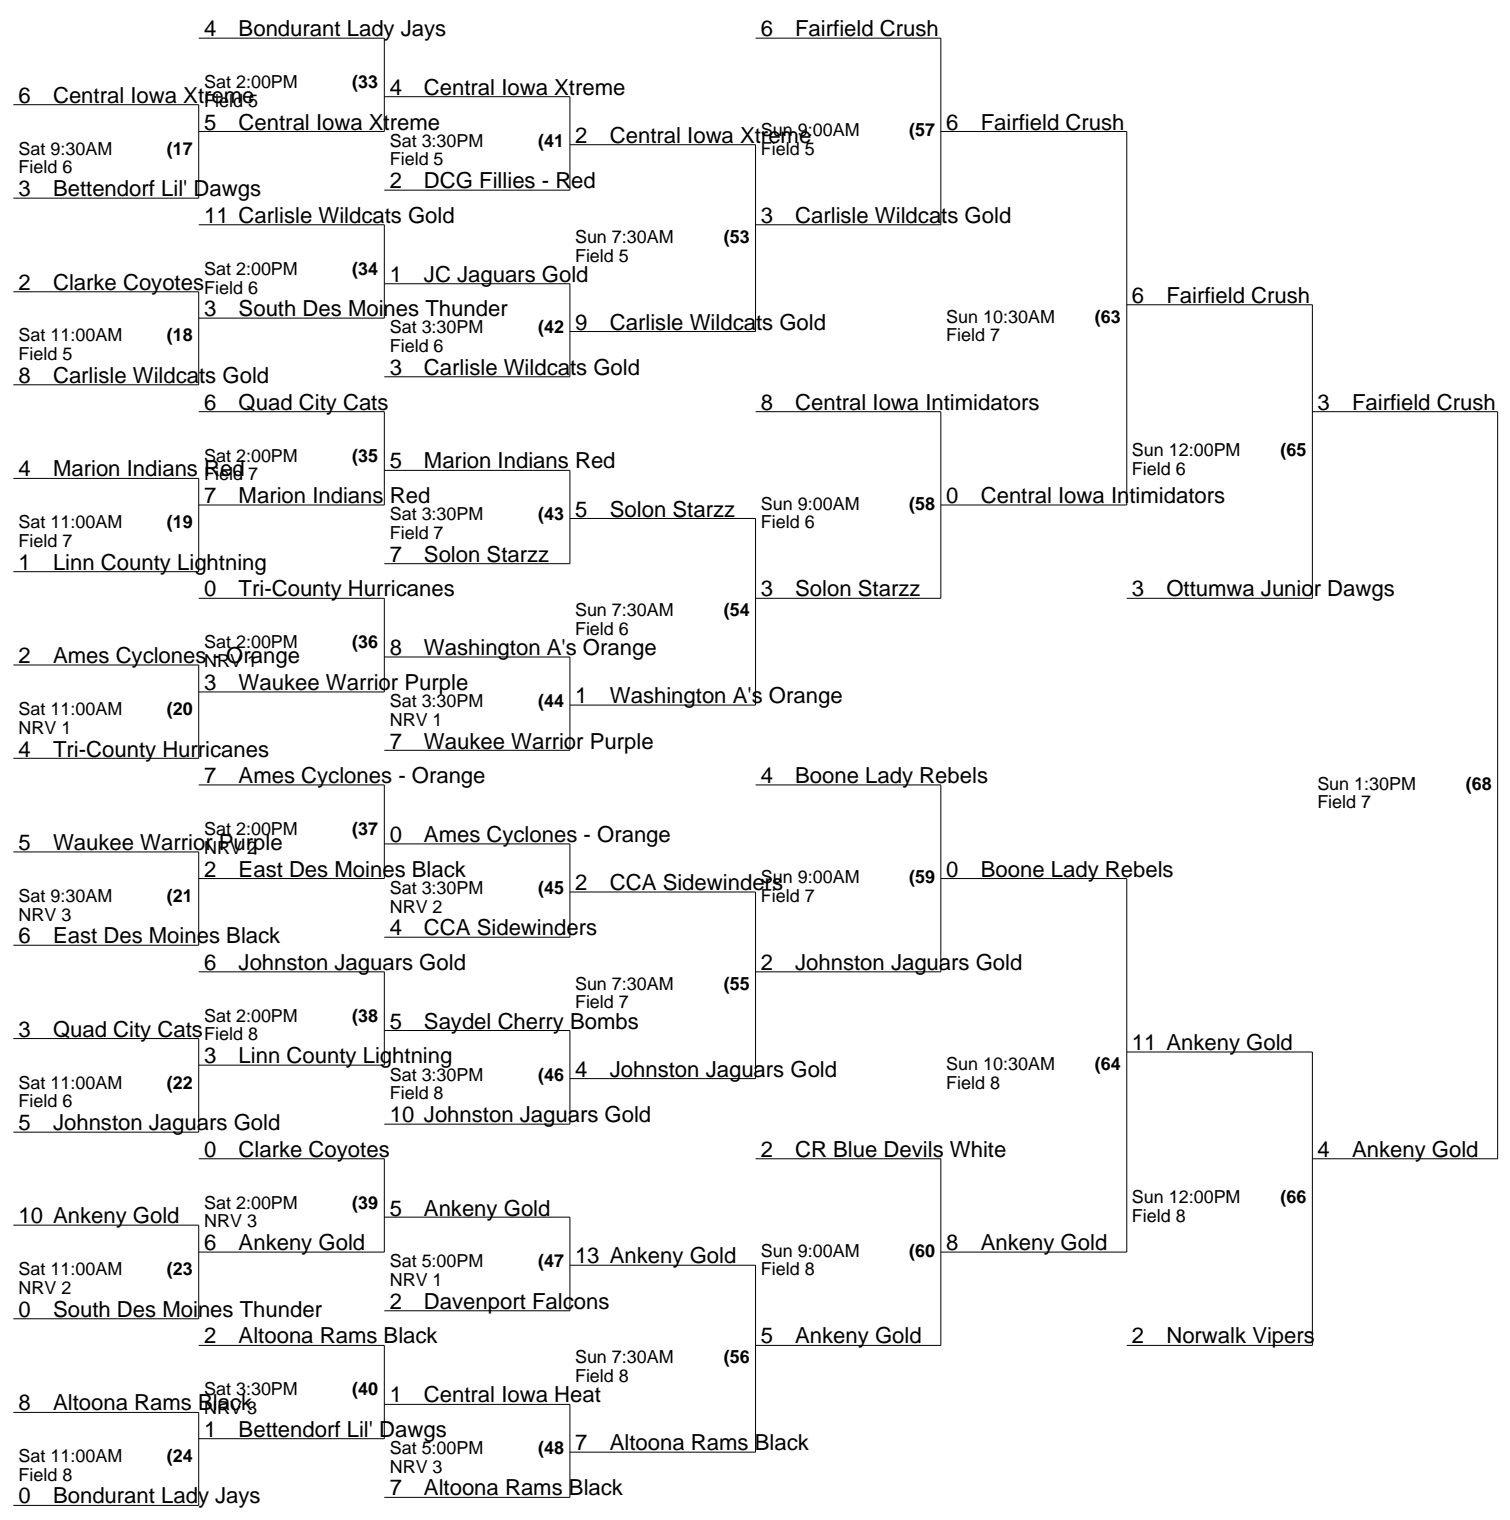 4 Bondurant Lady Jays
6 Fairfield Crush
Sat 2:00PM (33
Field 5
4 Central Iowa Xtreme
6 Central Iowa Xtreme
5 Central Iowa Xtreme
Sun 9:00AM (57
Field 5
6 Fairfield Crush
Sat 3:30PM (41
Field 5
2 Central Iowa Xtreme
Sat 9:30AM (17
Field 6
2 DCG Fillies - Red
3 Bettendorf Lil' Dawgs
11 Carlisle Wildcats Gold
3 Carlisle Wildcats Gold
Sun 7:30AM (53
Field 5
Sat 2:00PM (34
Field 6
1 JC Jaguars Gold
2 Clarke Coyotes
6 Fairfield Crush
3 South Des Moines Thunder
Sun 10:30AM (63
Field 7
Sat 3:30PM (42
Field 6
9 Carlisle Wildcats Gold
Sat 11:00AM (18
Field 5
3 Carlisle Wildcats Gold
8 Carlisle Wildcats Gold
6 Quad City Cats
8 Central Iowa Intimidators
3 Fairfield Crush
Sat 2:00PM (35
Field 7
Sun 12:00PM (65
Field 6
5 Marion Indians Red
4 Marion Indians Red
7 Marion Indians Red
0 Central Iowa Intimidators
Sun 9:00AM (58
Field 6
Sat 3:30PM (43
Field 7
5 Solon Starzz
Sat 11:00AM (19
Field 7
7 Solon Starzz
1 Linn County Lightning
0 Tri-County Hurricanes
3 Solon Starzz
3 Ottumwa Junior Dawgs
Sun 7:30AM (54
Field 6
Sat 2:00PM (36
NRV 1
8 Washington A's Orange
2 Ames Cyclones - Orange
3 Waukee Warrior Purple
Sat 3:30PM (44
NRV 1
1 Washington A's Orange
Sat 11:00AM (20
NRV 1
7 Waukee Warrior Purple
4 Tri-County Hurricanes
7 Ames Cyclones - Orange
4 Boone Lady Rebels
Sun 1:30PM (68
Field 7
Sat 2:00PM (37
NRV 2
0 Ames Cyclones - Orange
5 Waukee Warrior Purple
2 East Des Moines Black
Sun 9:00AM (59
Field 7
0 Boone Lady Rebels
Sat 3:30PM (45
NRV 2
2 CCA Sidewinders
Sat 9:30AM (21
NRV 3
4 CCA Sidewinders
6 East Des Moines Black
6 Johnston Jaguars Gold
2 Johnston Jaguars Gold
Sun 7:30AM (55
Field 7
Sat 2:00PM (38
Field 8
5 Saydel Cherry Bombs
3 Quad City Cats
11 Ankeny Gold
3 Linn County Lightning
Sun 10:30AM (64
Field 8
Sat 3:30PM (46
Field 8
4 Johnston Jaguars Gold
Sat 11:00AM (22
Field 6
10 Johnston Jaguars Gold
5 Johnston Jaguars Gold
0 Clarke Coyotes
2 CR Blue Devils White
4 Ankeny Gold
Sat 2:00PM (39
NRV 3
Sun 12:00PM (66
Field 8
5 Ankeny Gold
10 Ankeny Gold
6 Ankeny Gold
8 Ankeny Gold
Sun 9:00AM (60
Field 8
Sat 5:00PM (47
NRV 1
13 Ankeny Gold
Sat 11:00AM (23
NRV 2
2 Davenport Falcons
0 South Des Moines Thunder
2 Altoona Rams Black
5 Ankeny Gold
2 Norwalk Vipers
Sun 7:30AM (56
Field 8
Sat 3:30PM (40
NRV 3
1 Central Iowa Heat
8 Altoona Rams Black
1 Bettendorf Lil' Dawgs
Sat 5:00PM (48
NRV 3
7 Altoona Rams Black
Sat 11:00AM (24
Field 8
7 Altoona Rams Black
0 Bondurant Lady Jays